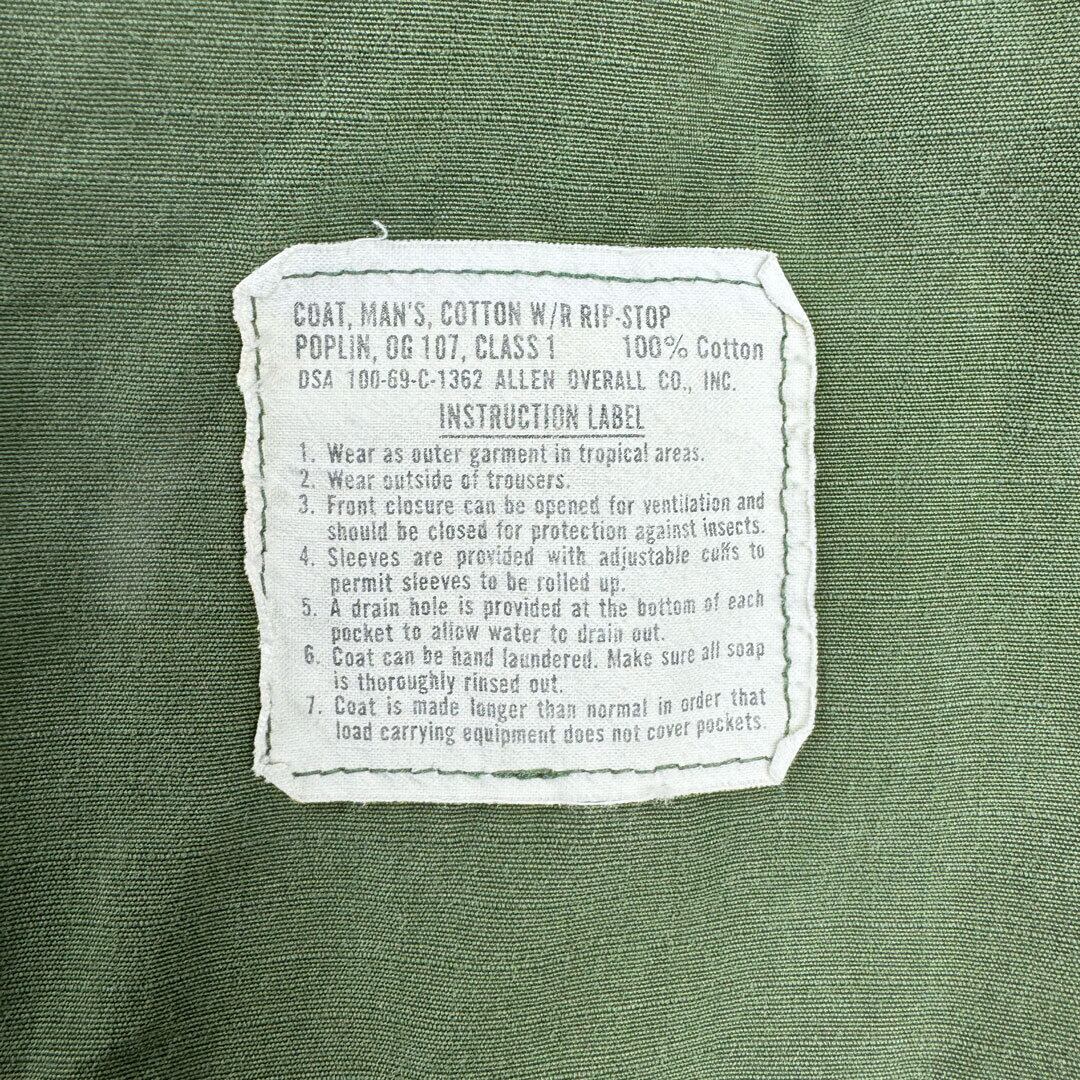 COAT, MAN'S, COTTON W/R RIP-STOP
POPLIN, OG 107, CLASS 1 100% Cotton
DSA 100-69-C-1362 ALLEN OVERALL CO., INC.
INSTRUCTION LABEL
1. Wear as outer garment in tropical areas.
2. Wear outside of trousers.
3. Front closure can be opened for ventilation and
should be closed for protection against insects.
4. Sleeves are provided with adjustable cuffs to
permit sleeves to be rolled up.
5. A drain hole is provided at the bottom of each
pocket to allow water to drain out.
6. Coat can be hand laundered. Make sure all soap
is thoroughly rinsed out.
7. Coat is made longer than normal in order that
load carrying equipment does not cover pockets.